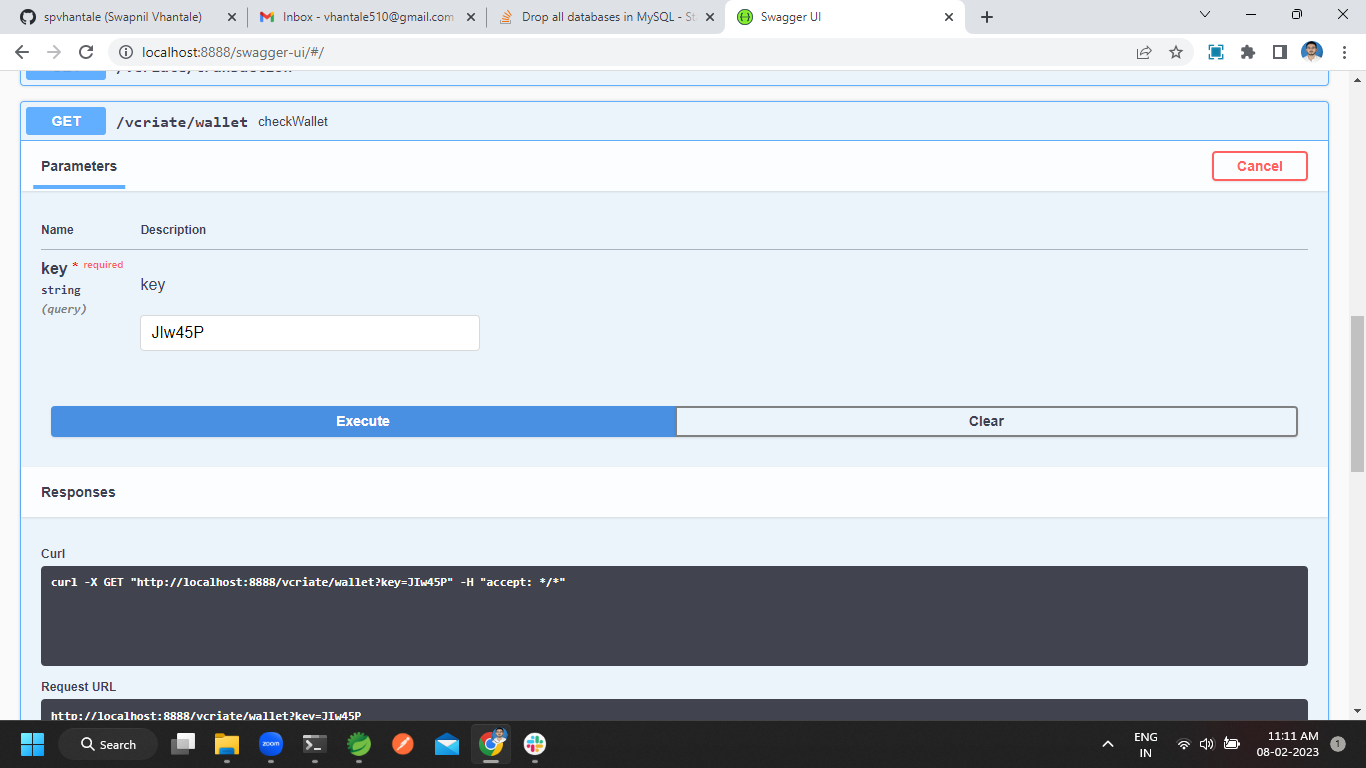 spvhantale (Swapnil Vhantale)
Inbox - vhantale510@gmail.com
Drop all databases in MySQL - St
Swagger UI
localhost:8888/swagger-ui/#/
GET /vcriate/wallet checkWallet
Parameters
Cancel
Name Description
key * required
string
(query)
key
JIw45P
Execute
Clear
Responses
Curl
curl -X GET "http://localhost:8888/vcriate/wallet?key=JIw45P" -H "accept: */*"
Request URL
http://localhost:8888/vcriate/wallet?key=JIw45P
Search
zoom
ENG
IN
11:11 AM
08-02-2023
1